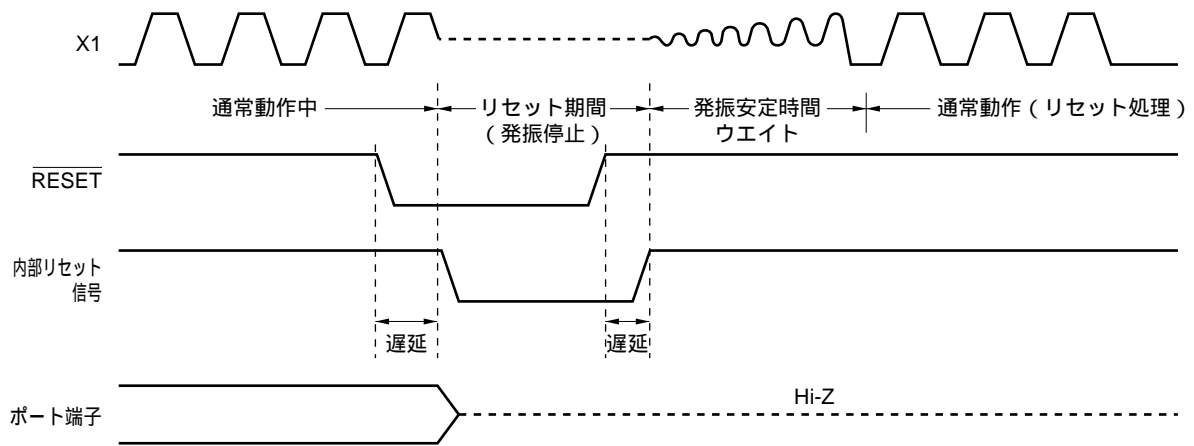 X1
通常動作中
リセット期間
(発振停止)
発振安定時間
ウエイト
通常動作(リセット処理)
RESET
内部リセット
信号
遅延
遅延
ポート端子
Hi-Z